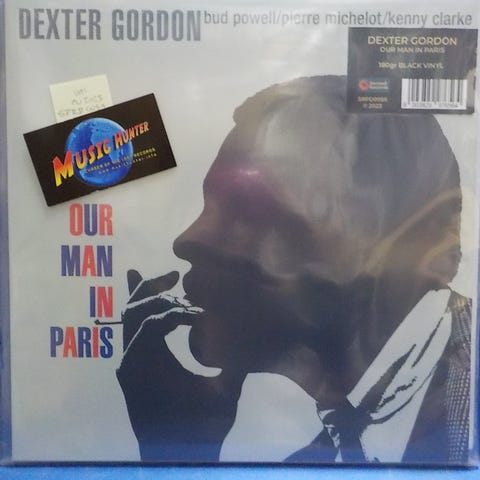 DEXTER GORDON bud powell/pierre michelot/kenny clarke
DEXTER GORDON
OUR MAN IN PARIS
180gr BLACK VINYL
℗ 2023
MUSIC HUNTER
OUR
MAN
IN
PARIS